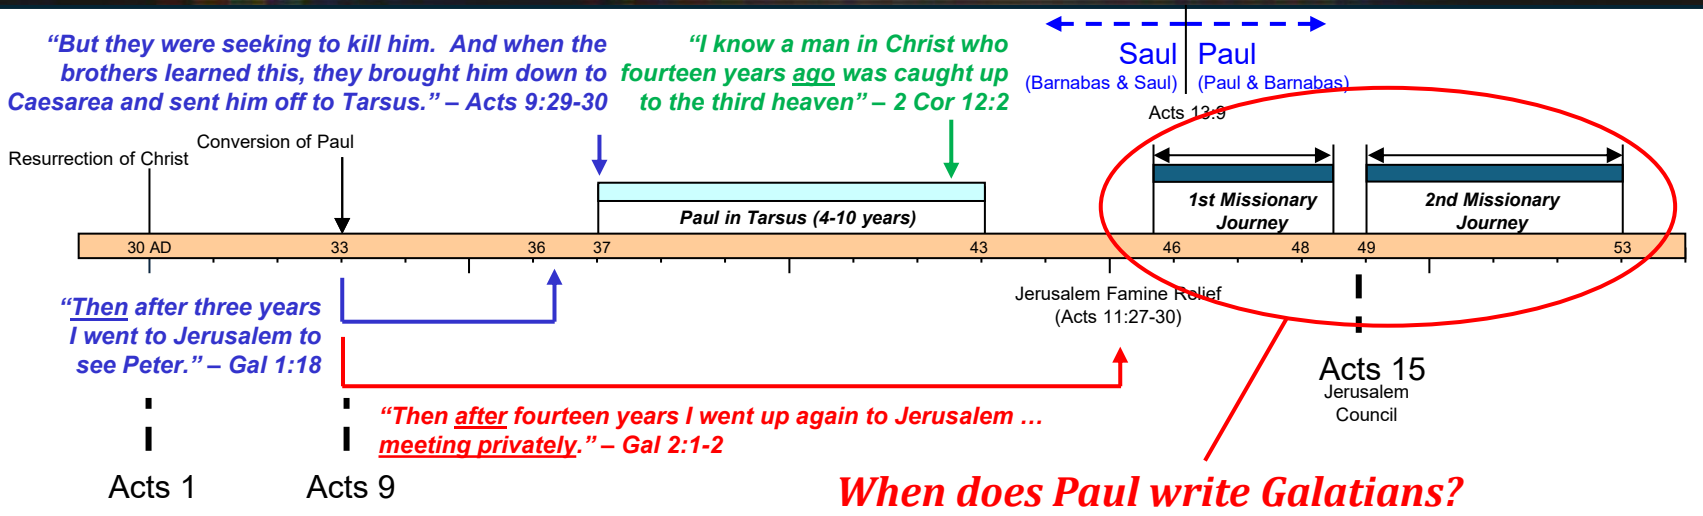 “But they were seeking to kill him.  And when the
brothers learned this, they brought him down to
Caesarea and sent him off to Tarsus.” – Acts 9:29-30
“I know a man in Christ who
fourteen years ago was caught up
to the third heaven” – 2 Cor 12:2
Saul
(Barnabas & Saul)
Paul
(Paul & Barnabas)
Acts 13:9
Resurrection of Christ
Conversion of Paul
Paul in Tarsus (4-10 years)
1st Missionary
Journey
2nd Missionary
Journey
30 AD
33
36
37
43
46
48
49
53
“Then after three years
I went to Jerusalem to
see Peter.” – Gal 1:18
Jerusalem Famine Relief
(Acts 11:27-30)
“Then after fourteen years I went up again to Jerusalem …
meeting privately.” – Gal 2:1-2
Acts 15
Jerusalem
Council
Acts 1
Acts 9
When does Paul write Galatians?